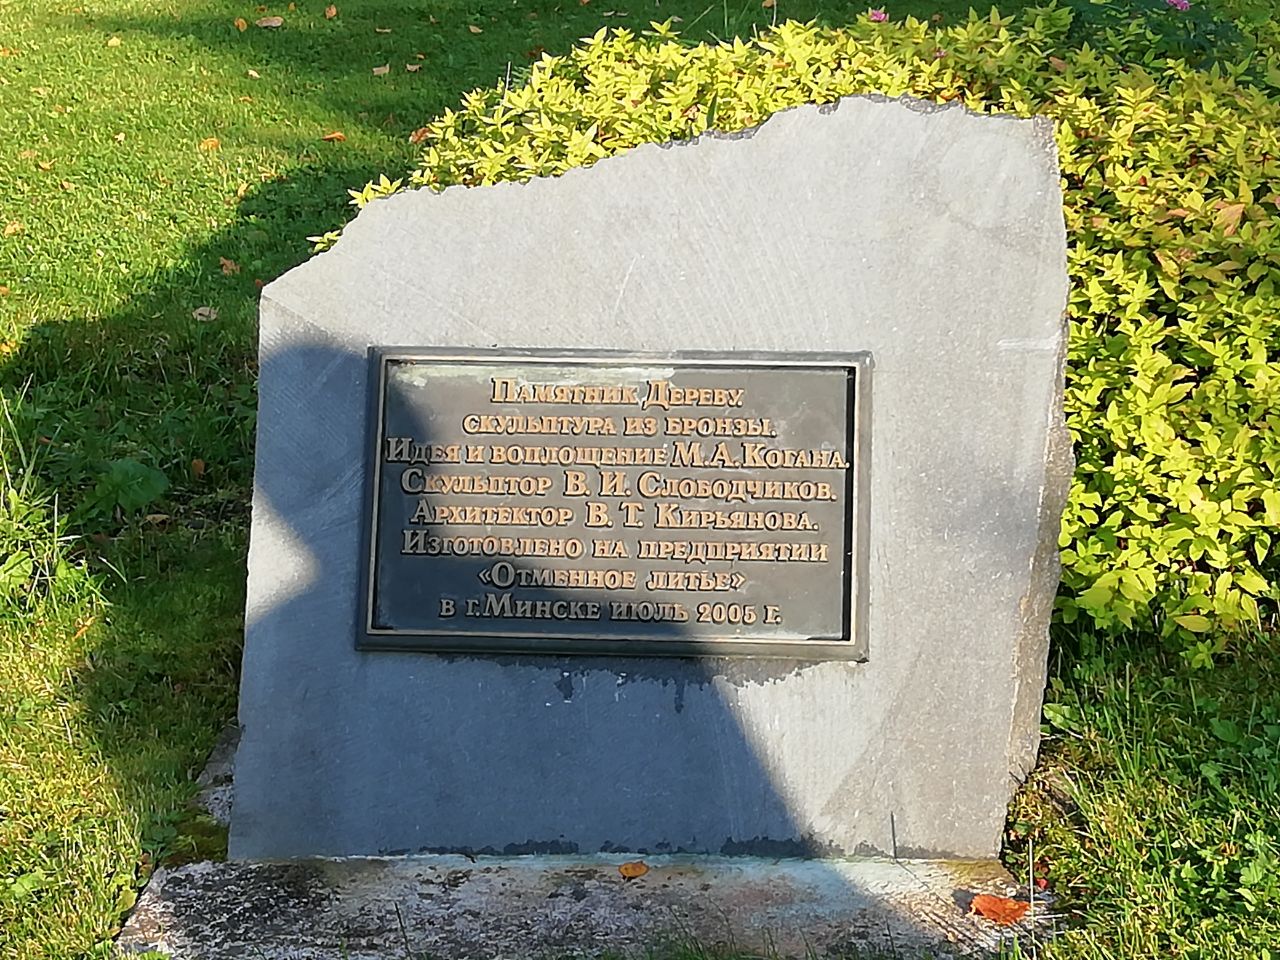 Памятник Дереву.
скульптура из бронзы.
Идея и воплощение М.А.Когана
Скульптор В.И.Слободчиков.
Архитектор В.Т.Кирьянова.
Изготовлено на предприятии
«Отменное литье»
в г.Минске июль 2005 г.